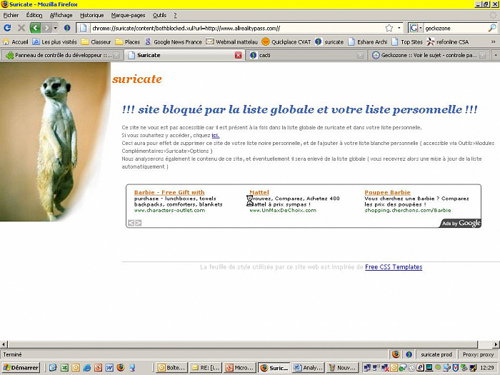 Suricate - Mozilla Firefox
Fichier Édition Affichage Historique Marque-pages Outils ?
chrome://suricate/content/bothblocked.xul?url=http://www.allrealitypass.com//
geckozone
Les plus visités Classeur Places Google News France Webmail matteliau Quickplace CVAT suricate Eshare Archi Top Sites refonline CSA
Panneau de contrôle du développeur ::... Suricate cacti Geckozone :: Voir le sujet - controle pa...
suricate
!!! site bloqué par la liste globale et votre liste personnelle !!!
Ce site ne vous est pas accessible car il est présent à la fois dans la liste globale de suricate et dans votre liste personnelle.
Si vous souhaitez y accéder, cliquez ici.
Ceci aura pour effet de supprimer ce site de votre liste noire personnelle, et de l'ajouter à votre liste blanche personnelle ( accessible via Outils>Modules
Complémentaires>Suricate>Options )
Nous analyserons également le contenu de ce site, et éventuellement il sera enlevé de la liste globale ( vous recevrez alors une mise à jour de la liste
automatiquement )
Barbie - Free Gift with
purchase - lunchboxes, towels
backpacks, comforters, blankets
www.characters-outlet.com
Mattel
Trouvez, Comparez, Achetez 400
Mattel à prix sympas !
www.UnMaxDeChoix.com
Poupee Barbie
Vous cherchez une Barbie ? Comparez
les prix des poupées !
shopping.cherchons.com/Barbie
Ads by Google
La feuille de style utilisée par ce site web est inspirée de Free CSS Templates
Terminé
suricate prod Proxy: proxy
Démarrer Boîte... RE: [i... Micros... Suric... Analy... Nouv... 12:29